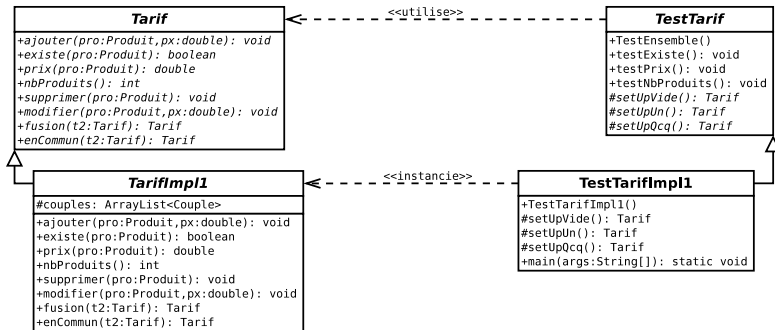 Tarif
+ajouter(pro:Produit,px:double): void
+existe(pro:Produit): boolean
+prix(pro:Produit): double
+nbProduits(): int
+supprimer(pro:Produit): void
+modifier(pro:Produit,px:double): void
+fusion(t2:Tarif): Tarif
+enCommun(t2:Tarif): Tarif
<<utilise>>
TestTarif
+TestEnsemble()
+testExiste(): void
+testPrix(): void
+testNbProduits(): void
#setUpVide(): Tarif
#setUpUn(): Tarif
#setUpQcq(): Tarif
TarifImpl1
#couples: ArrayList<Couple>
+ajouter(pro:Produit,px:double): void
+existe(pro:Produit): boolean
+prix(pro:Produit): double
+nbProduits(): int
+supprimer(pro:Produit): void
+modifier(pro:Produit,px:double): void
+fusion(t2:Tarif): Tarif
+enCommun(t2:Tarif): Tarif
<<instancie>>
TestTarifImpl1
+TestTarifImpl1()
#setUpVide(): Tarif
#setUpUn(): Tarif
#setUpQcq(): Tarif
+main(args:String[]): static void